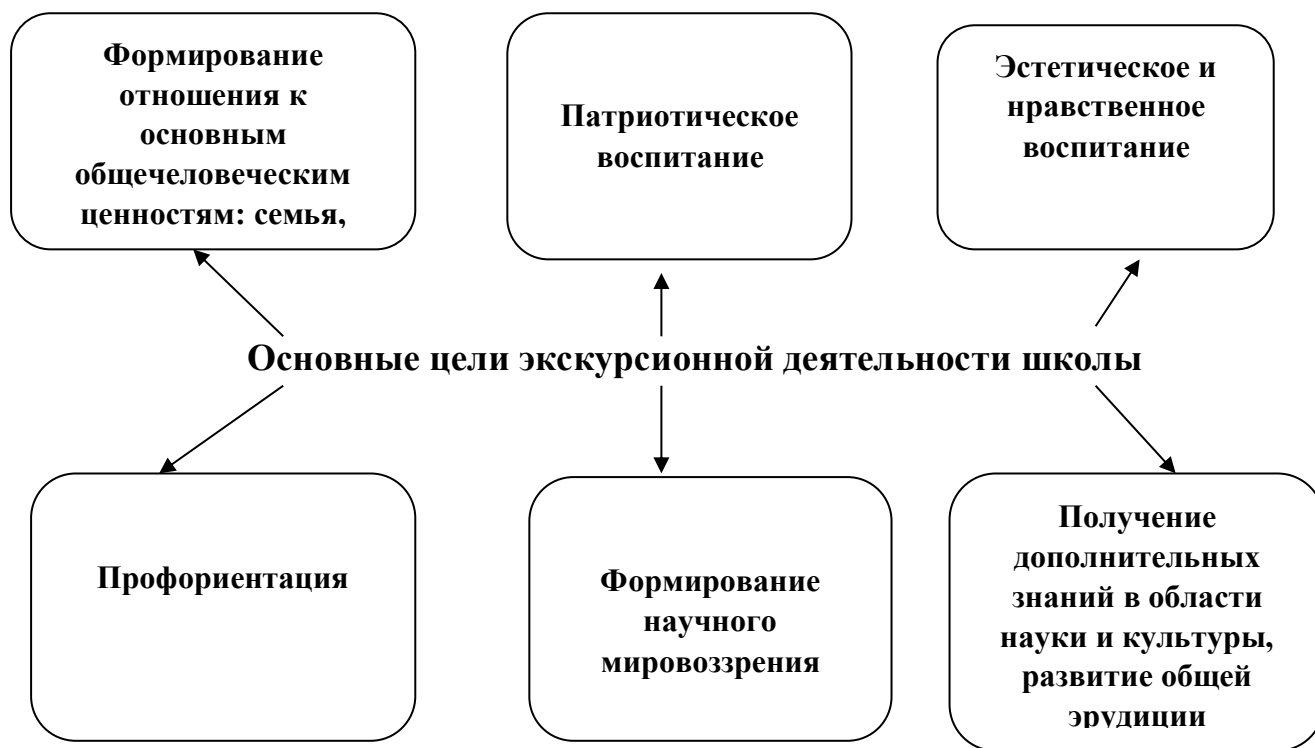 Формирование
отношения к
основным
общечеловеческим
ценностям: семья,
Патриотическое
воспитание
Эстетическое и
нравственное
воспитание
Основные цели экскурсионной деятельности школы
Профориентация
Формирование
научного
мировоззрения
Получение
дополнительных
знаний в области
науки и культуры,
развитие общей
эрудиции